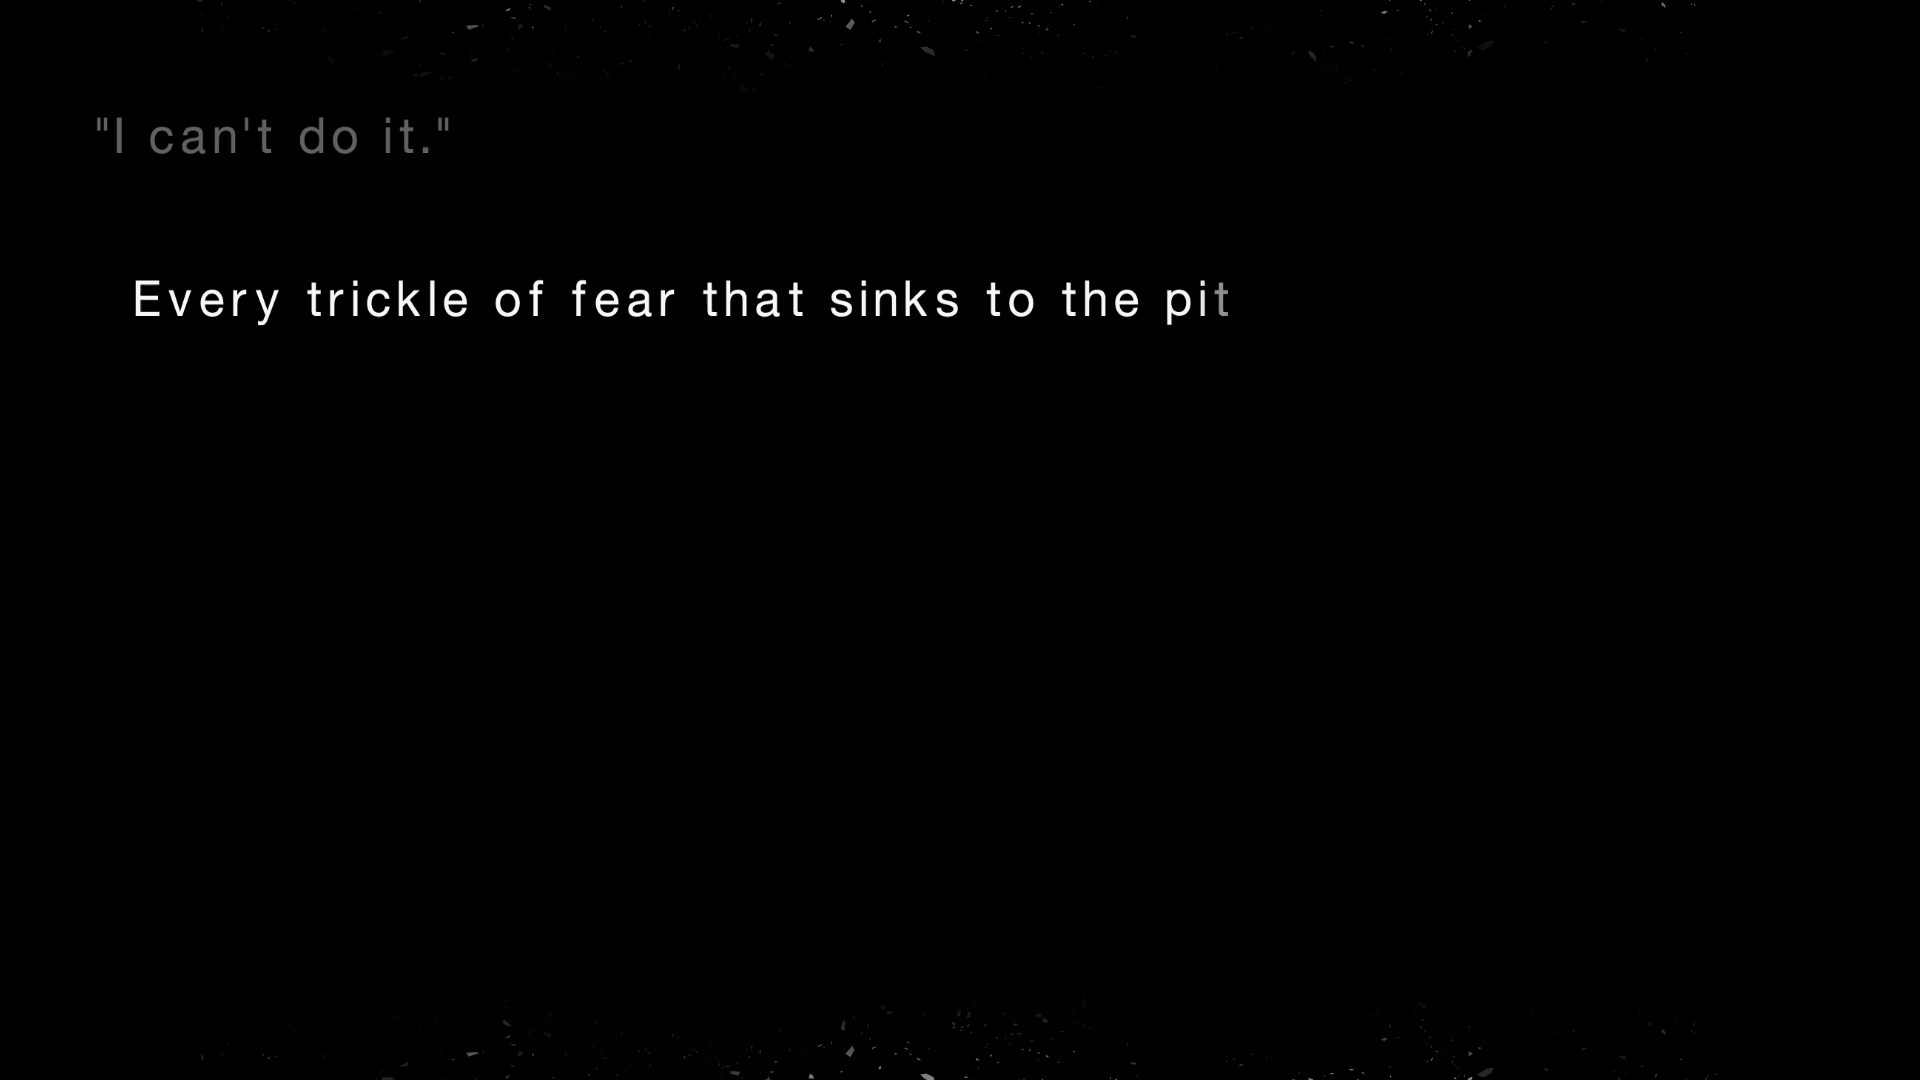 "I can't do it."
Every trickle of fear that sinks to the pit